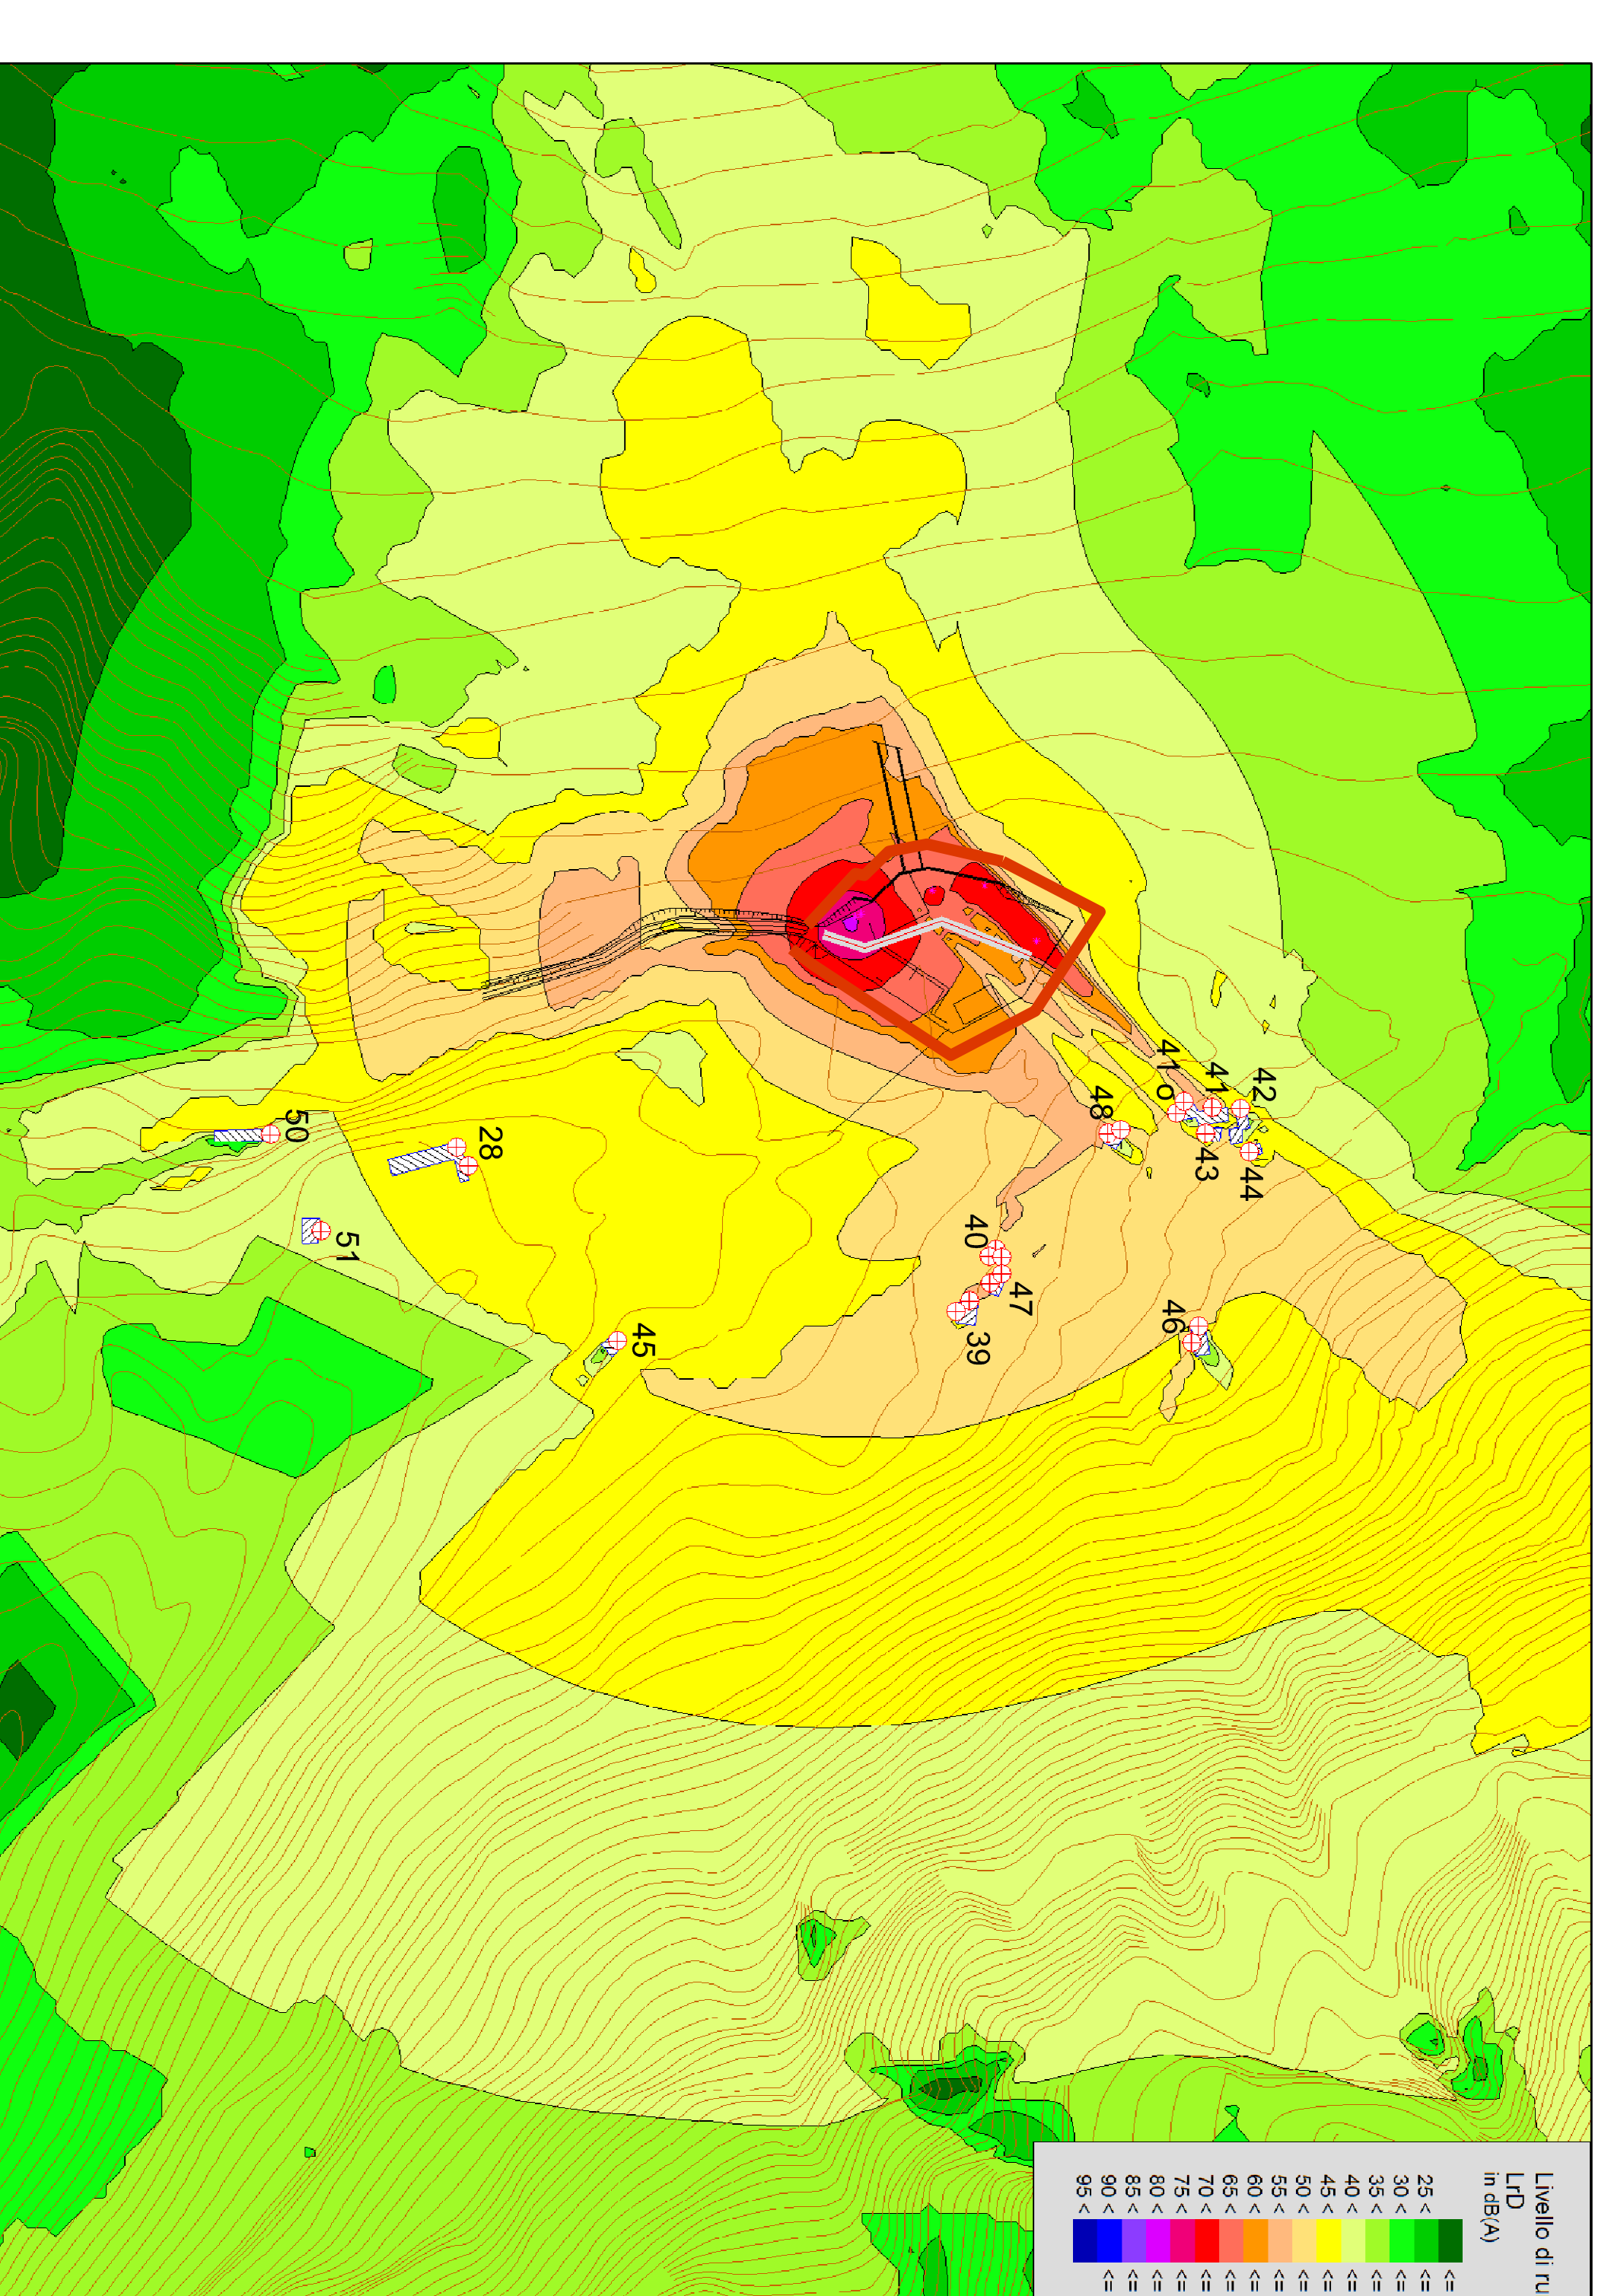 Livello di ru
LrD
in dB(A)
<=
25 < <=
30 < <=
35 < <=
40 < <=
45 < <=
50 < <=
55 < <=
60 < <=
65 < <=
70 < <=
75 < <=
80 < <=
85 < <=
90 < <=
95 <
42
44
41
43
46
41 o
48
47
40
39
45
28
51
50